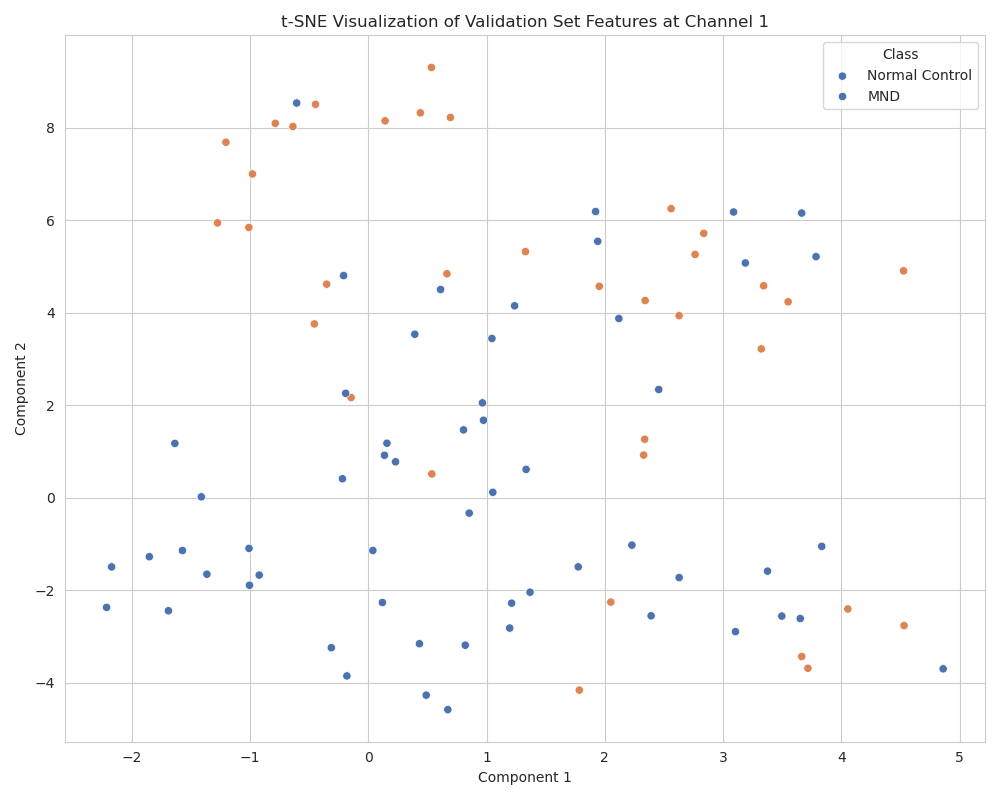 t-SNE Visualization of Validation Set Features at Channel 1
Class
Normal Control
MND
8
6
4
2
0
−2
−4
Component 2
−2
−1
0
1
2
3
4
5
Component 1